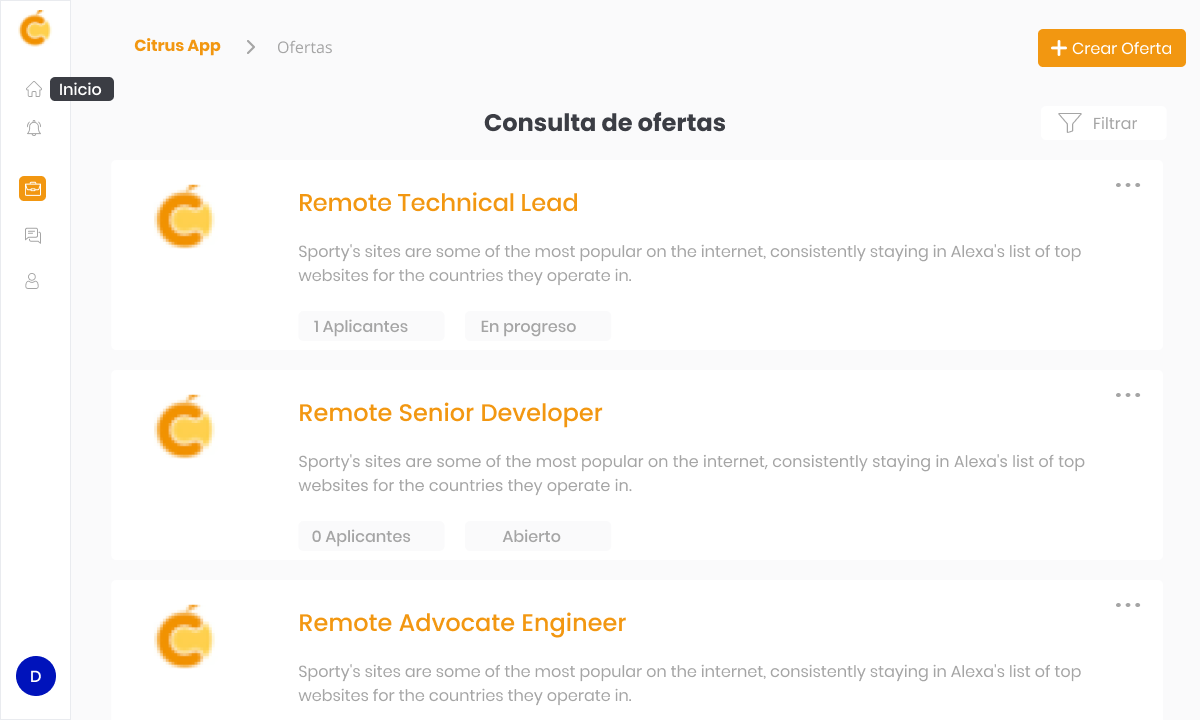 Citrus App
Ofertas
Crear Oferta
Inicio
Consulta de ofertas
Filtrar
Remote Technical Lead
Sporty's sites are some of the most popular on the internet, consistently staying in Alexa's list of top
websites for the countries they operate in.
1 Aplicantes
En progreso
Remote Senior Developer
Sporty's sites are some of the most popular on the internet, consistently staying in Alexa's list of top
websites for the countries they operate in.
0 Aplicantes
Abierto
Remote Advocate Engineer
Sporty's sites are some of the most popular on the internet, consistently staying in Alexa's list of top
websites for the countries they operate in.
D